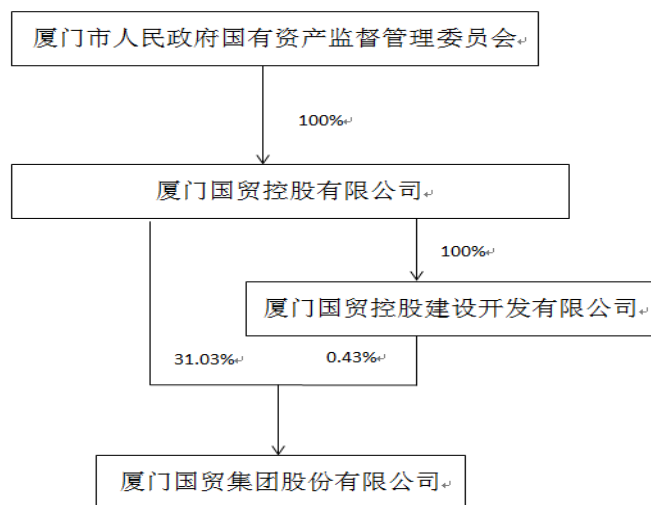 厦门市人民政府国有资产监督管理委员会
100%
厦门国贸控股有限公司
100%
厦门国贸控股建设开发有限公司
31.03%
0.43%
厦门国贸集团股份有限公司